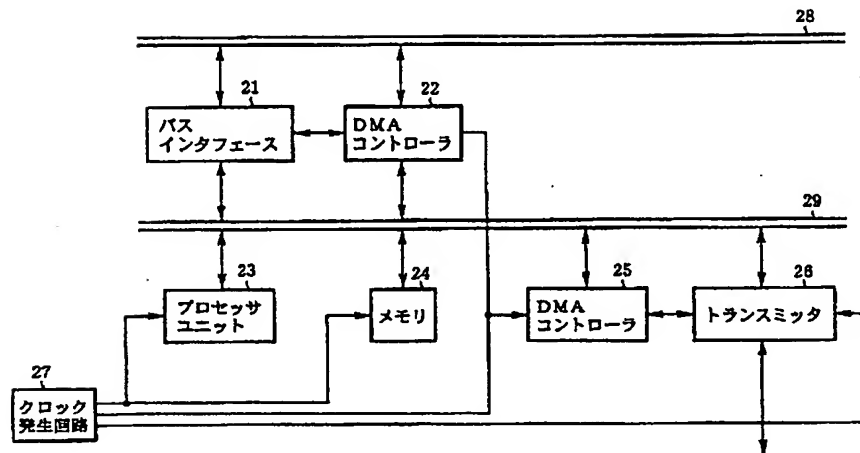 28
21
バス
インタフェース
22
DMA
コントローラ
29
23
プロセッサ
ユニット
24
メモリ
25
DMA
コントローラ
26
トランスミッタ
27
クロック
発生回路